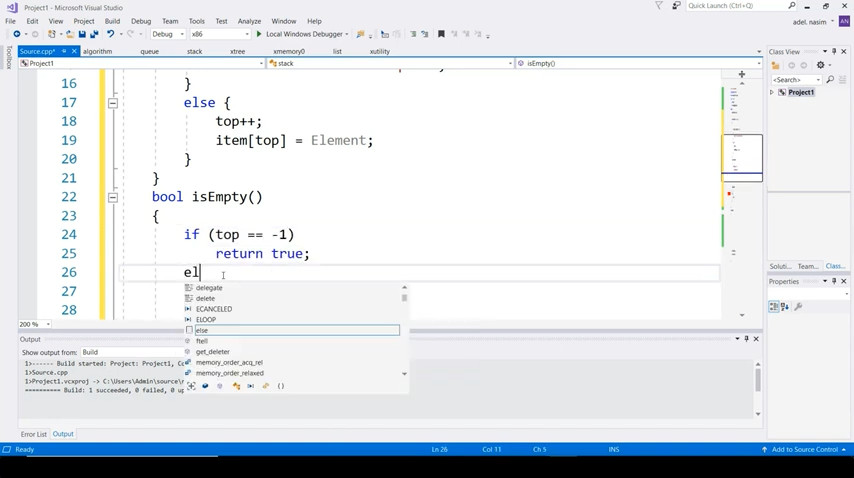 Project1 - Microsoft Visual Studio
Quick Launch (Ctrl+Q)
File Edit View Project Build Debug Team Tools Test Analyze Window Help
adel. nasim
Debug x86 Local Windows Debugger
Toolbox
Source.cpp* algorithm queue stack xtree xmemory0 list xutility
Project1 stack isEmpty()
Class View
<Search>
Project1
16 }
17 else {
18 top++;
19 item[top] = Element;
20 }
21 }
22 bool isEmpty()
23 {
24 if (top == -1)
25 return true;
26 el
27
28
delegate
delete
ECANCELED
ELOOP
else
ftell
get_deleter
memory_order_acq_rel
memory_order_relaxed
200 %
Soluti... Team... Class...
Properties
Output
Show output from: Build
1>------ Build started: Project: Project1, Co
1>Source.cpp
1>Project1.vcxproj -> C:\Users\Admin\source\r
========== Build: 1 succeeded, 0 failed, 0 up
Error List Output
Ready Ln 26 Col 11 Ch 5 INS Add to Source Control